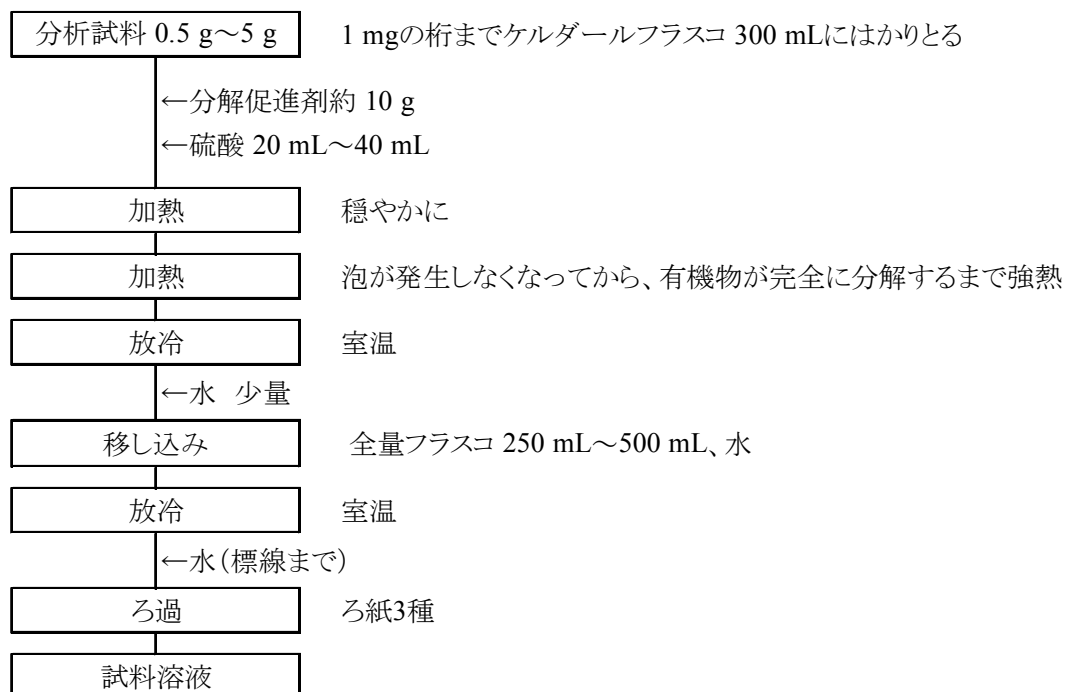 分析試料 0.5 g～5 g 1 mgの桁までケルダールフラスコ 300 mLにはかりとる
←分解促進剤約 10 g
←硫酸 20 mL～40 mL
加熱 穏やかに
加熱 泡が発生しなくなってから、有機物が完全に分解するまで強熱
放冷 室温
←水 少量
移し込み 全量フラスコ 250 mL～500 mL、水
放冷 室温
←水（標線まで）
ろ過 ろ紙3種
試料溶液